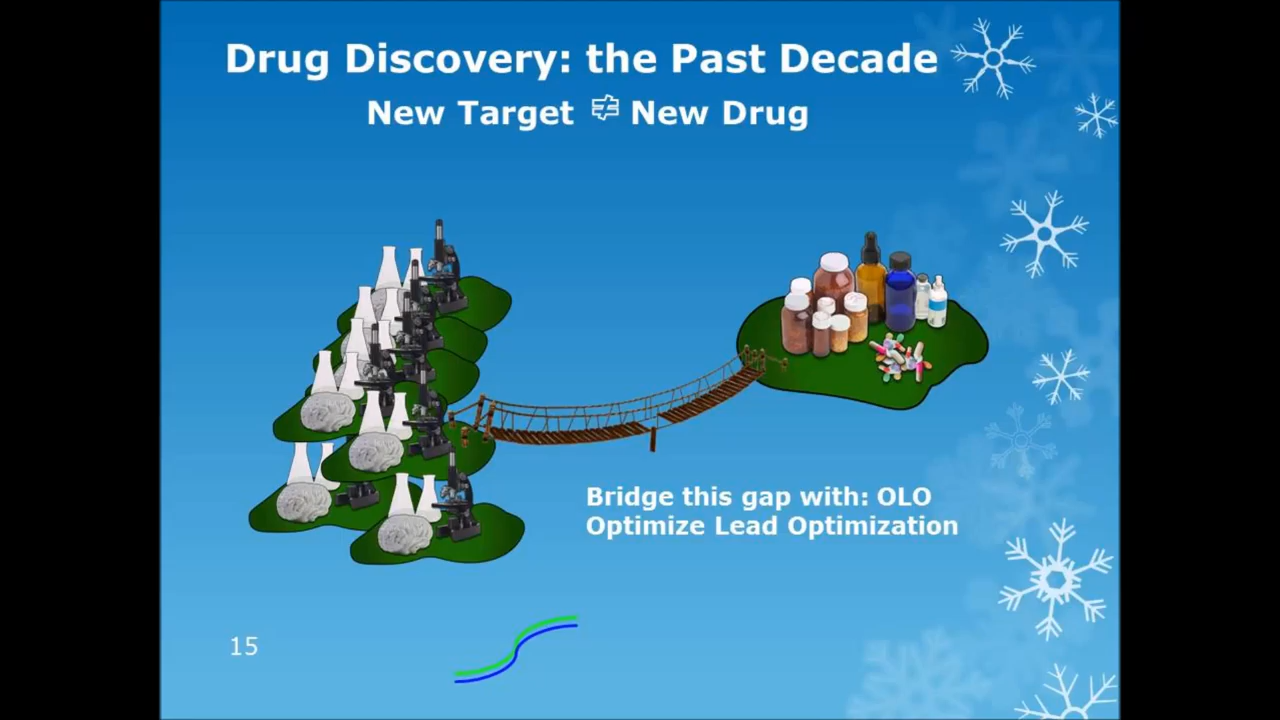 Drug Discovery: the Past Decade
New Target ≠ New Drug
Bridge this gap with: OLO
Optimize Lead Optimization
15